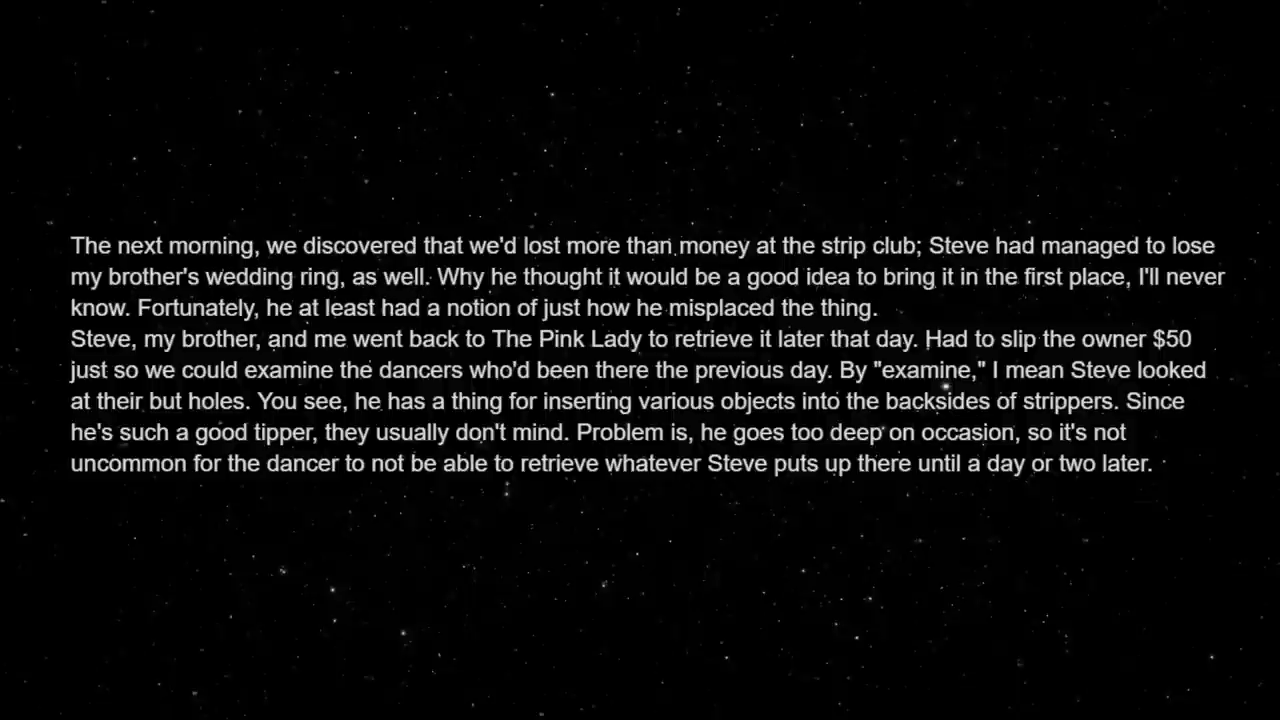 The next morning, we discovered that we'd lost more than money at the strip club; Steve had managed to lose
my brother's wedding ring, as well. Why he thought it would be a good idea to bring it in the first place, I'll never
know. Fortunately, he at least had a notion of just how he misplaced the thing.
Steve, my brother, and me went back to The Pink Lady to retrieve it later that day. Had to slip the owner $50
just so we could examine the dancers who'd been there the previous day. By "examine," I mean Steve looked
at their but holes. You see, he has a thing for inserting various objects into the backsides of strippers. Since
he's such a good tipper, they usually don't mind. Problem is, he goes too deep on occasion, so it's not
uncommon for the dancer to not be able to retrieve whatever Steve puts up there until a day or two later.